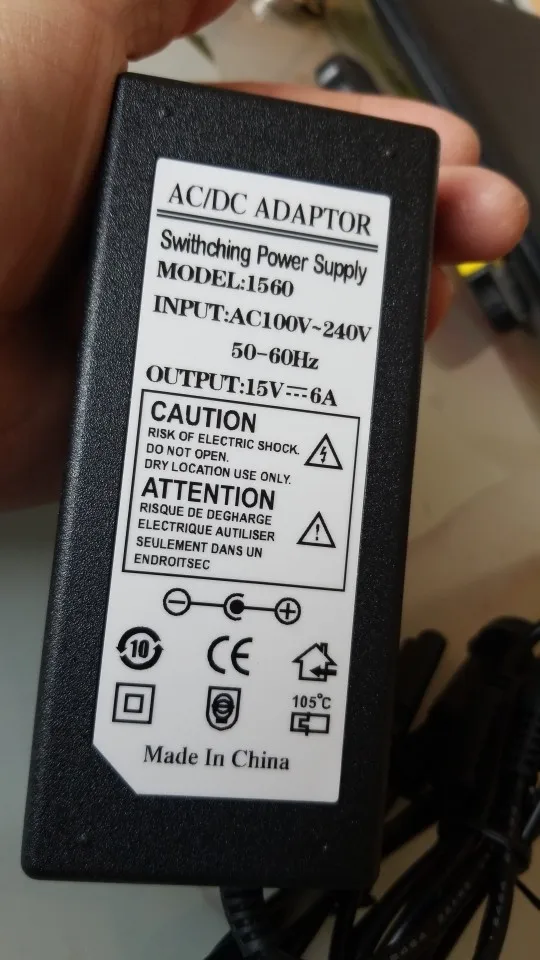 AC/DC ADAPTOR
Swithching Power Supply
MODEL:1560
INPUT:AC100V~240V
50-60Hz
OUTPUT:15V⎓6A
CAUTION
RISK OF ELECTRIC SHOCK.
DO NOT OPEN.
DRY LOCATION USE ONLY.
ATTENTION
RISQUE DE DEGHARGE
ELECTRIQUE AUTILISER
SEULEMENT DANS UN
ENDROITSEC
10 CE
105℃
Made In China